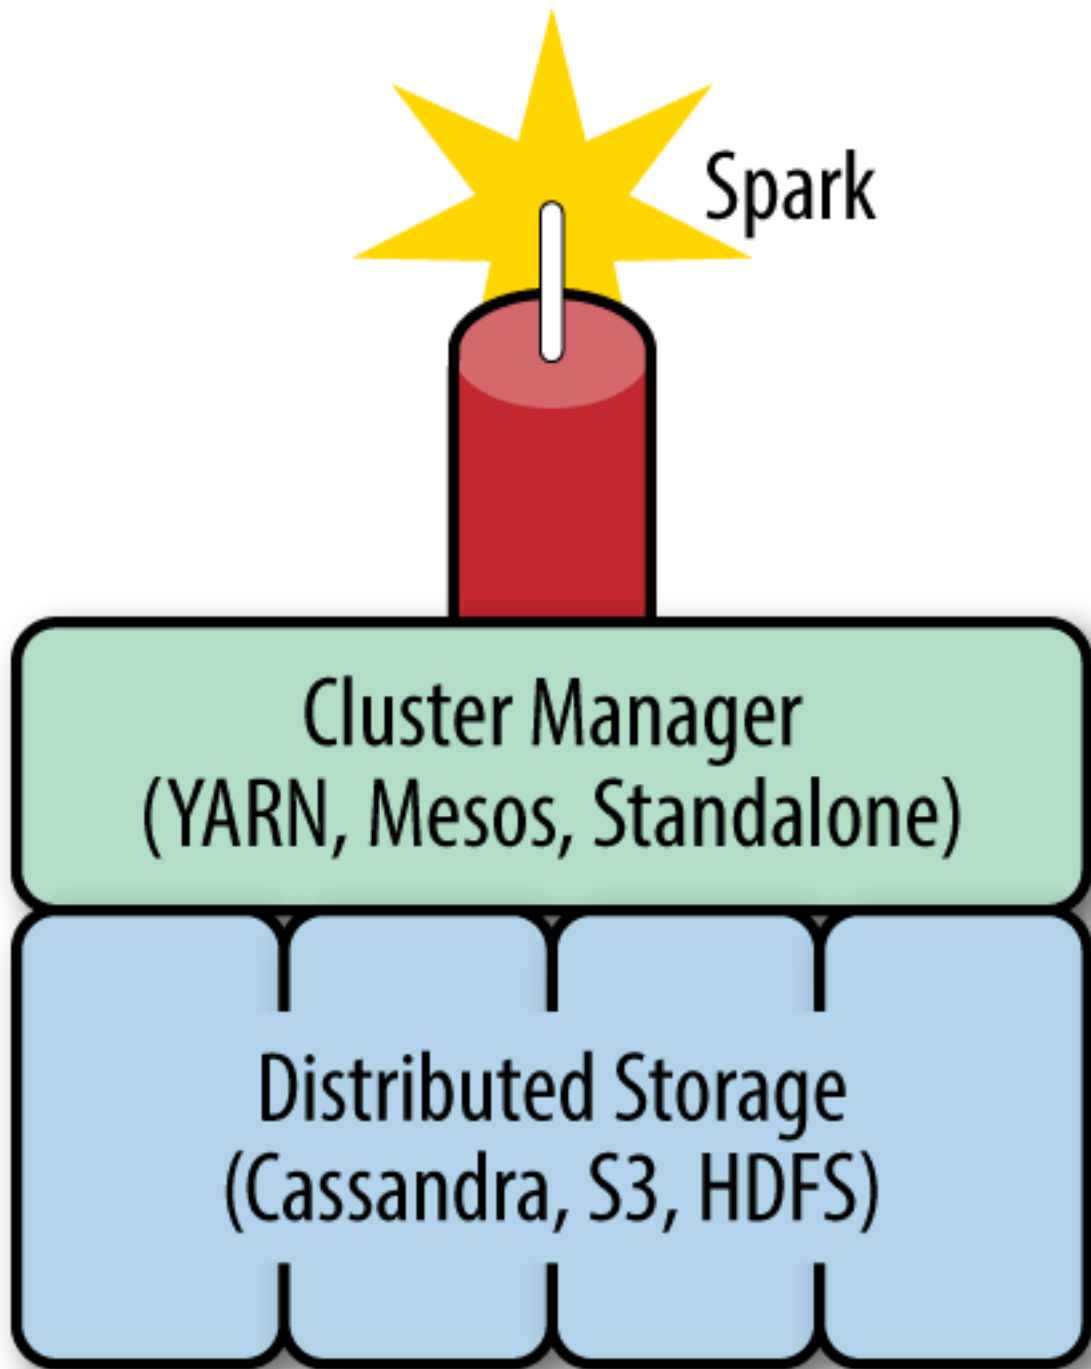 Spark
Cluster Manager
(YARN, Mesos, Standalone)
Distributed Storage
(Cassandra, S3, HDFS)